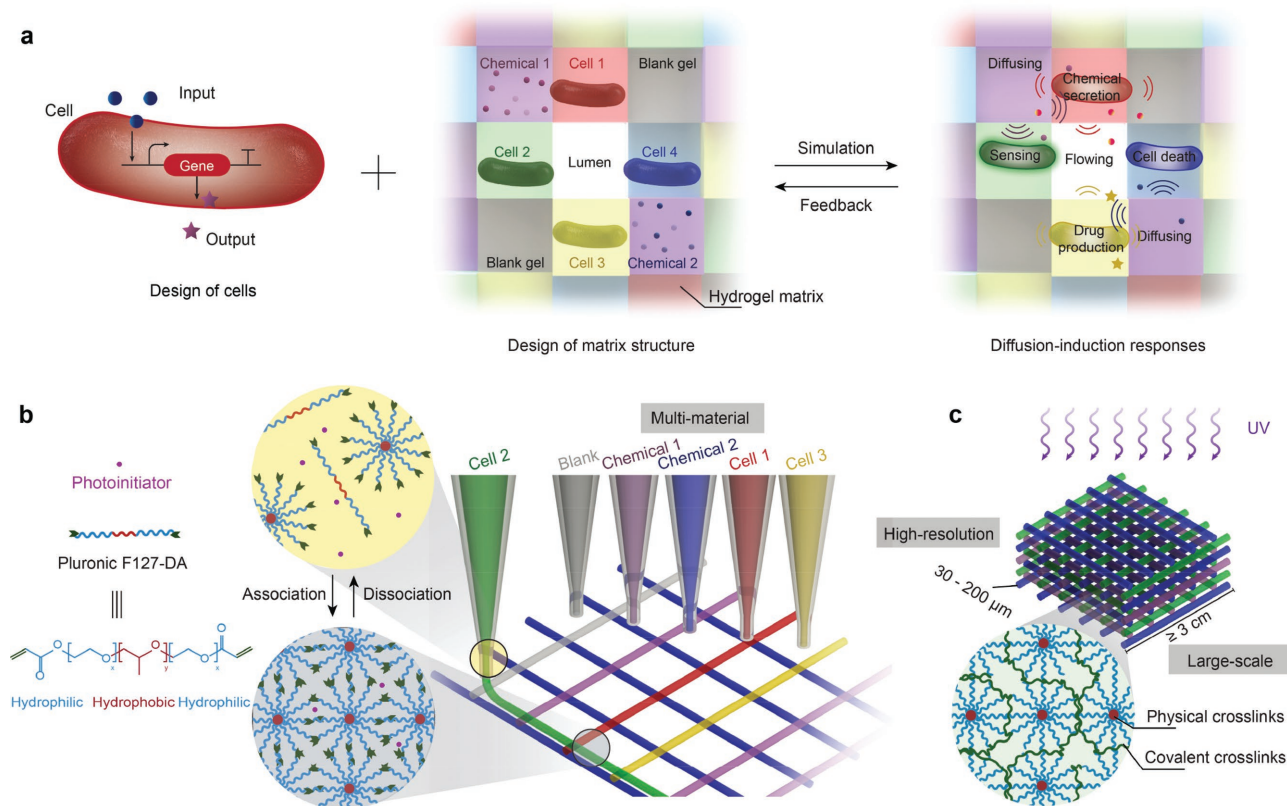 a
Cell
Input
Gene
Output
Design of cells
Chemical 1
Cell 1
Blank gel
Cell 2
Lumen
Cell 4
Blank gel
Cell 3
Chemical 2
Hydrogel matrix
Design of matrix structure
Simulation
Feedback
Diffusing
Chemical
secretion
Sensing
Flowing
Cell death
Drug
production
Diffusing
Diffusion-induction responses
b
Photoinitiator
Pluronic F127-DA
O
O
x
O
y
O
x
O
O
Hydrophilic
Hydrophobic
Hydrophilic
Association
Dissociation
Multi-material
Cell 2
Blank
Chemical 1
Chemical 2
Cell 1
Cell 3
c
UV
High-resolution
30 - 200 μm
≥ 3 cm
Large-scale
Physical crosslinks
Covalent crosslinks